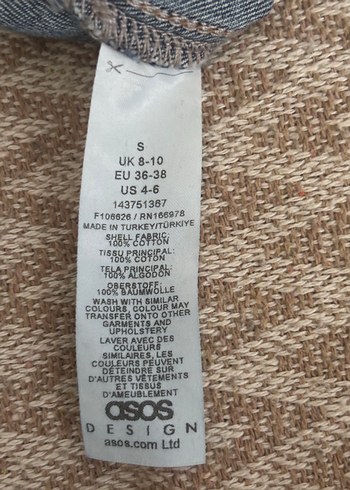 S
UK 8-10
EU 36-38
US 4-6
143751367
F106626 / RN166978
MADE IN TURKEY/TÜRKIYE
SHELL FABRIC:
100% COTTON
TISSU PRINCIPAL:
100% COTON
TELA PRINCIPAL:
100% ALGODON
OBERSTOFF:
100% BAUMWOLLE
WASH WITH SIMILAR
COLOURS, COLOUR MAY
TRANSFER ONTO OTHER
GARMENTS AND
UPHOLSTERY
LAVER AVEC DES
COULEURS
SIMILAIRES, LES
COULEURS PEUVENT
DÉTEINDRE SUR
D'AUTRES VÊTEMENTS
ET TISSUS
D'AMEUBLEMENT
asos
DESIGN
asos.com Ltd